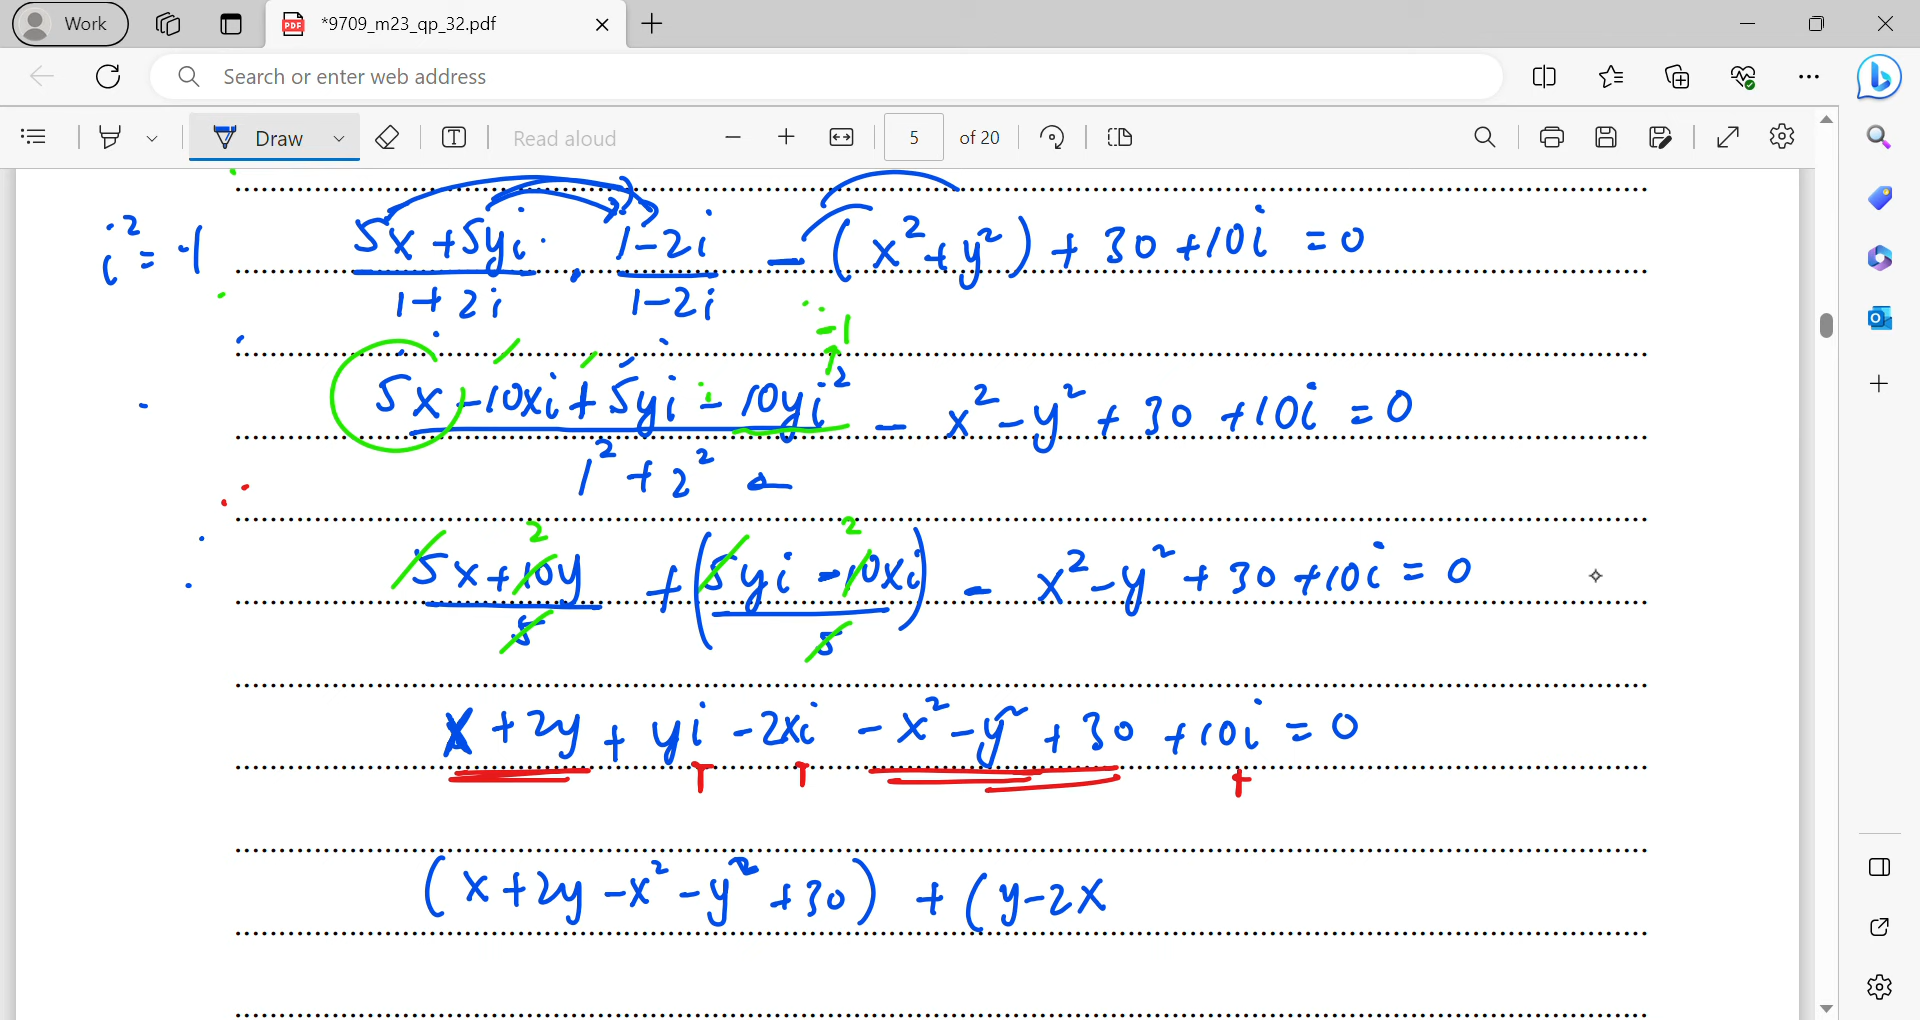 Work
*9709_m23_qp_32.pdf
Search or enter web address
Draw
Read aloud
5 of 20
i² = -1
(5x + 5yi)/(1 + 2i) · (1 - 2i)/(1 - 2i) - (x² + y²) + 30 + 10i = 0
-1
(5x - 10xi + 5yi - 10yi²)/(1² + 2²) - x² - y² + 30 + 10i = 0
2 2
(5x + 10y)/5 + ((5yi - 10xi)/5) - x² - y² + 30 + 10i = 0
x + 2y + yi - 2xi - x² - y² + 30 + 10i = 0
(x + 2y - x² - y² + 30) + (y - 2x